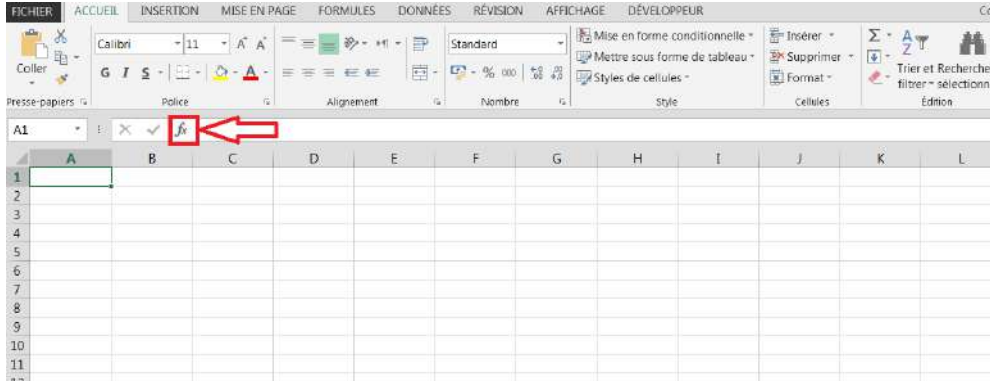 FICHIER ACCUEIL INSERTION MISE EN PAGE FORMULES DONNÉES RÉVISION AFFICHAGE DÉVELOPPEUR Co
Calibri 11 A A Standard Mise en forme conditionnelle Insérer Σ A Z
Coller G I S A % 000 Mettre sous forme de tableau Supprimer Trier et Recherche
Styles de cellules Format filtrer sélectionn
Presse-papiers Police Alignement Nombre Style Cellules Édition
A1 fx
A B C D E F G H I J K L
1
2
3
4
5
6
7
8
9
10
11